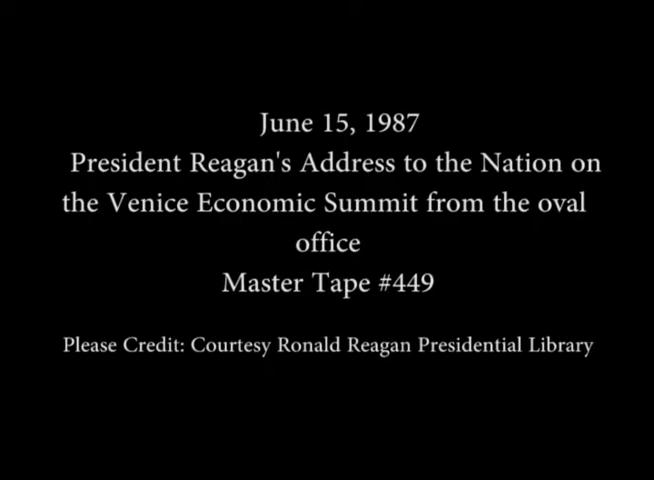 June 15, 1987
President Reagan's Address to the Nation on
the Venice Economic Summit from the oval
office
Master Tape #449
Please Credit: Courtesy Ronald Reagan Presidential Library